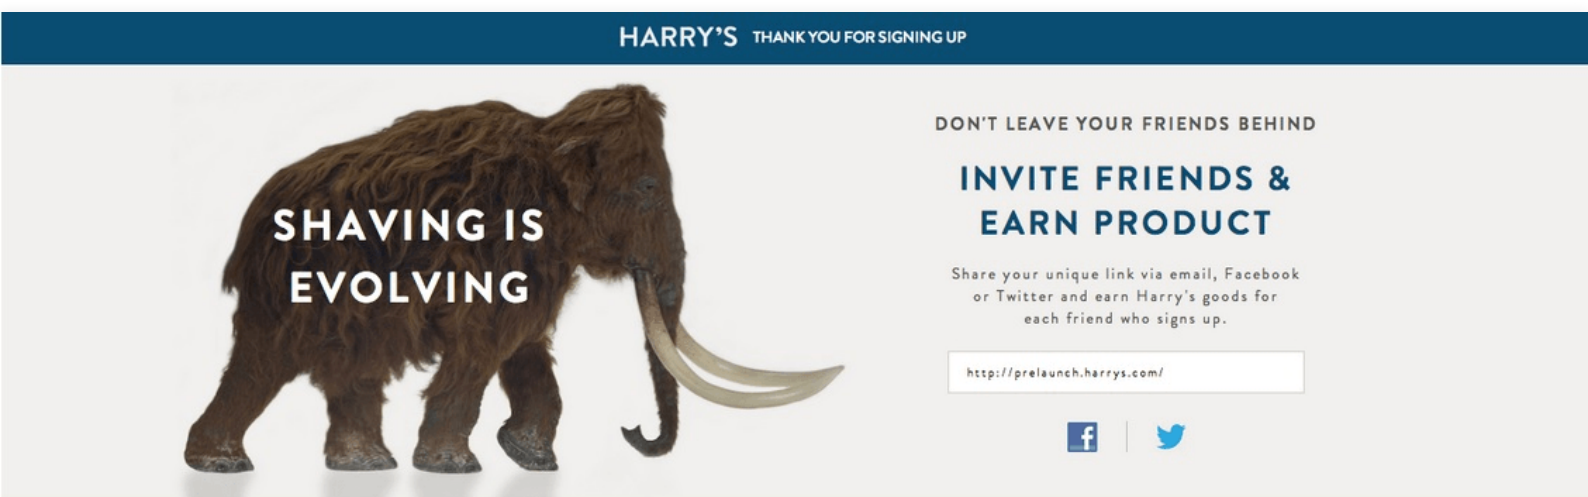 HARRY'S THANK YOU FOR SIGNING UP
SHAVING IS
EVOLVING
DON'T LEAVE YOUR FRIENDS BEHIND
INVITE FRIENDS &
EARN PRODUCT
Share your unique link via email, Facebook
or Twitter and earn Harry's goods for
each friend who signs up.
http://prelaunch.harrys.com/
f